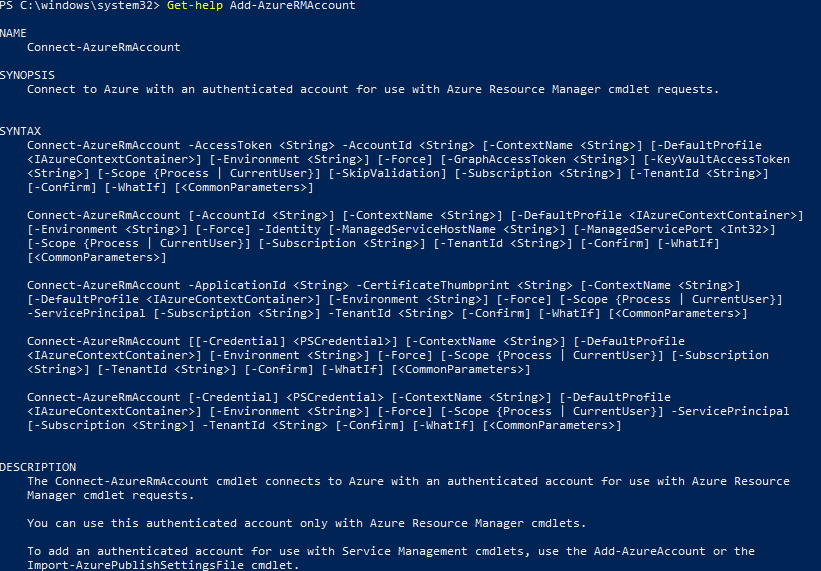 PS C:\windows\system32> Get-help Add-AzureRMAccount
NAME
Connect-AzureRmAccount
SYNOPSIS
Connect to Azure with an authenticated account for use with Azure Resource Manager cmdlet requests.
SYNTAX
Connect-AzureRmAccount -AccessToken <String> -AccountId <String> [-ContextName <String>] [-DefaultProfile
<IAzureContextContainer>] [-Environment <String>] [-Force] [-GraphAccessToken <String>] [-KeyVaultAccessToken
<String>] [-Scope {Process | CurrentUser}] [-SkipValidation] [-Subscription <String>] [-TenantId <String>]
[-Confirm] [-WhatIf] [<CommonParameters>]
Connect-AzureRmAccount [-AccountId <String>] [-ContextName <String>] [-DefaultProfile <IAzureContextContainer>]
[-Environment <String>] [-Force] -Identity [-ManagedServiceHostName <String>] [-ManagedServicePort <Int32>]
[-Scope {Process | CurrentUser}] [-Subscription <String>] [-TenantId <String>] [-Confirm] [-WhatIf]
[<CommonParameters>]
Connect-AzureRmAccount -ApplicationId <String> -CertificateThumbprint <String> [-ContextName <String>]
[-DefaultProfile <IAzureContextContainer>] [-Environment <String>] [-Force] [-Scope {Process | CurrentUser}]
-ServicePrincipal [-Subscription <String>] -TenantId <String> [-Confirm] [-WhatIf] [<CommonParameters>]
Connect-AzureRmAccount [[-Credential] <PSCredential>] [-ContextName <String>] [-DefaultProfile
<IAzureContextContainer>] [-Environment <String>] [-Force] [-Scope {Process | CurrentUser}] [-Subscription
<String>] [-TenantId <String>] [-Confirm] [-WhatIf] [<CommonParameters>]
Connect-AzureRmAccount [-Credential] <PSCredential> [-ContextName <String>] [-DefaultProfile
<IAzureContextContainer>] [-Environment <String>] [-Force] [-Scope {Process | CurrentUser}] -ServicePrincipal
[-Subscription <String>] -TenantId <String> [-Confirm] [-WhatIf] [<CommonParameters>]
DESCRIPTION
The Connect-AzureRmAccount cmdlet connects to Azure with an authenticated account for use with Azure Resource
Manager cmdlet requests.
You can use this authenticated account only with Azure Resource Manager cmdlets.
To add an authenticated account for use with Service Management cmdlets, use the Add-AzureAccount or the
Import-AzurePublishSettingsFile cmdlet.